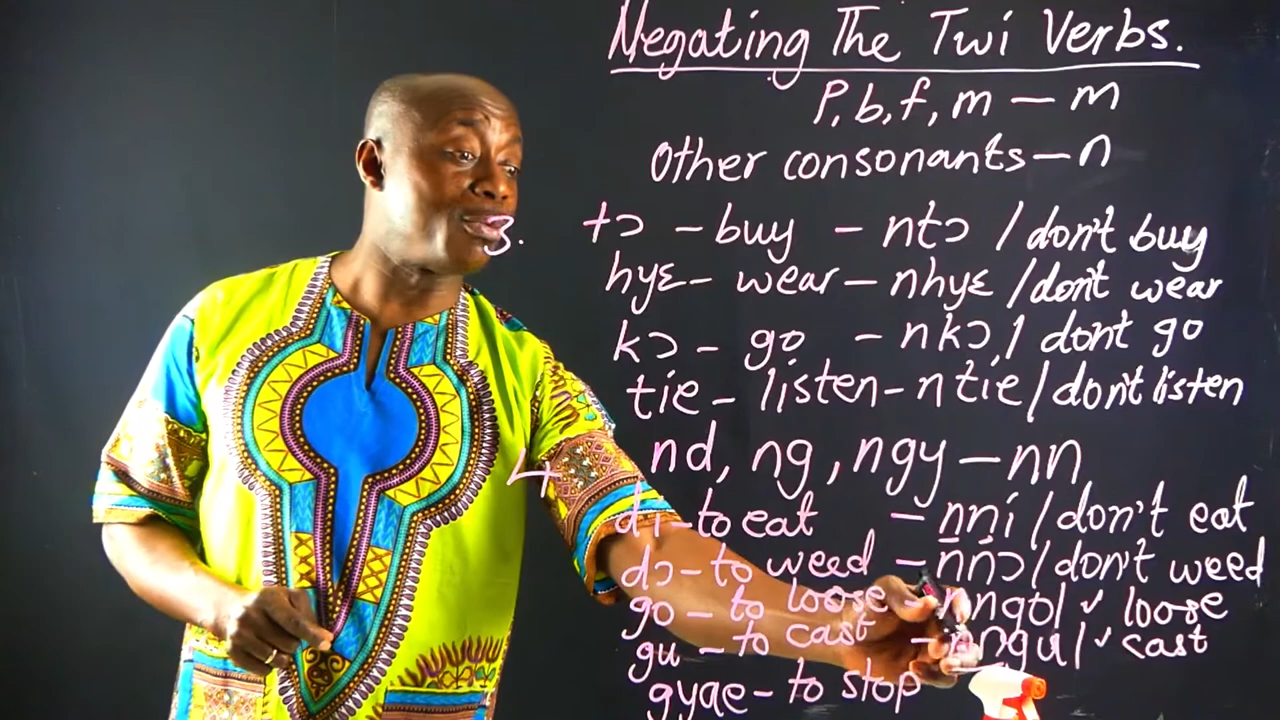 Negating The Twi Verbs.
P, b, f, m – m
Other consonants – n
3. tɔ – buy – ntɔ / don't buy
hyɛ – wear – nhyɛ / don't wear
kɔ – go – nkɔ, / don't go
tie – listen – ntie / don't listen
4 nd, ng, ngy – nn
di – to eat – nni / don't eat
dɔ – to weed – nnɔ / don't weed
go – to loose – nngo / ✓ loose
gu – to cast – nngu / ✓ cast
gyae – to stop